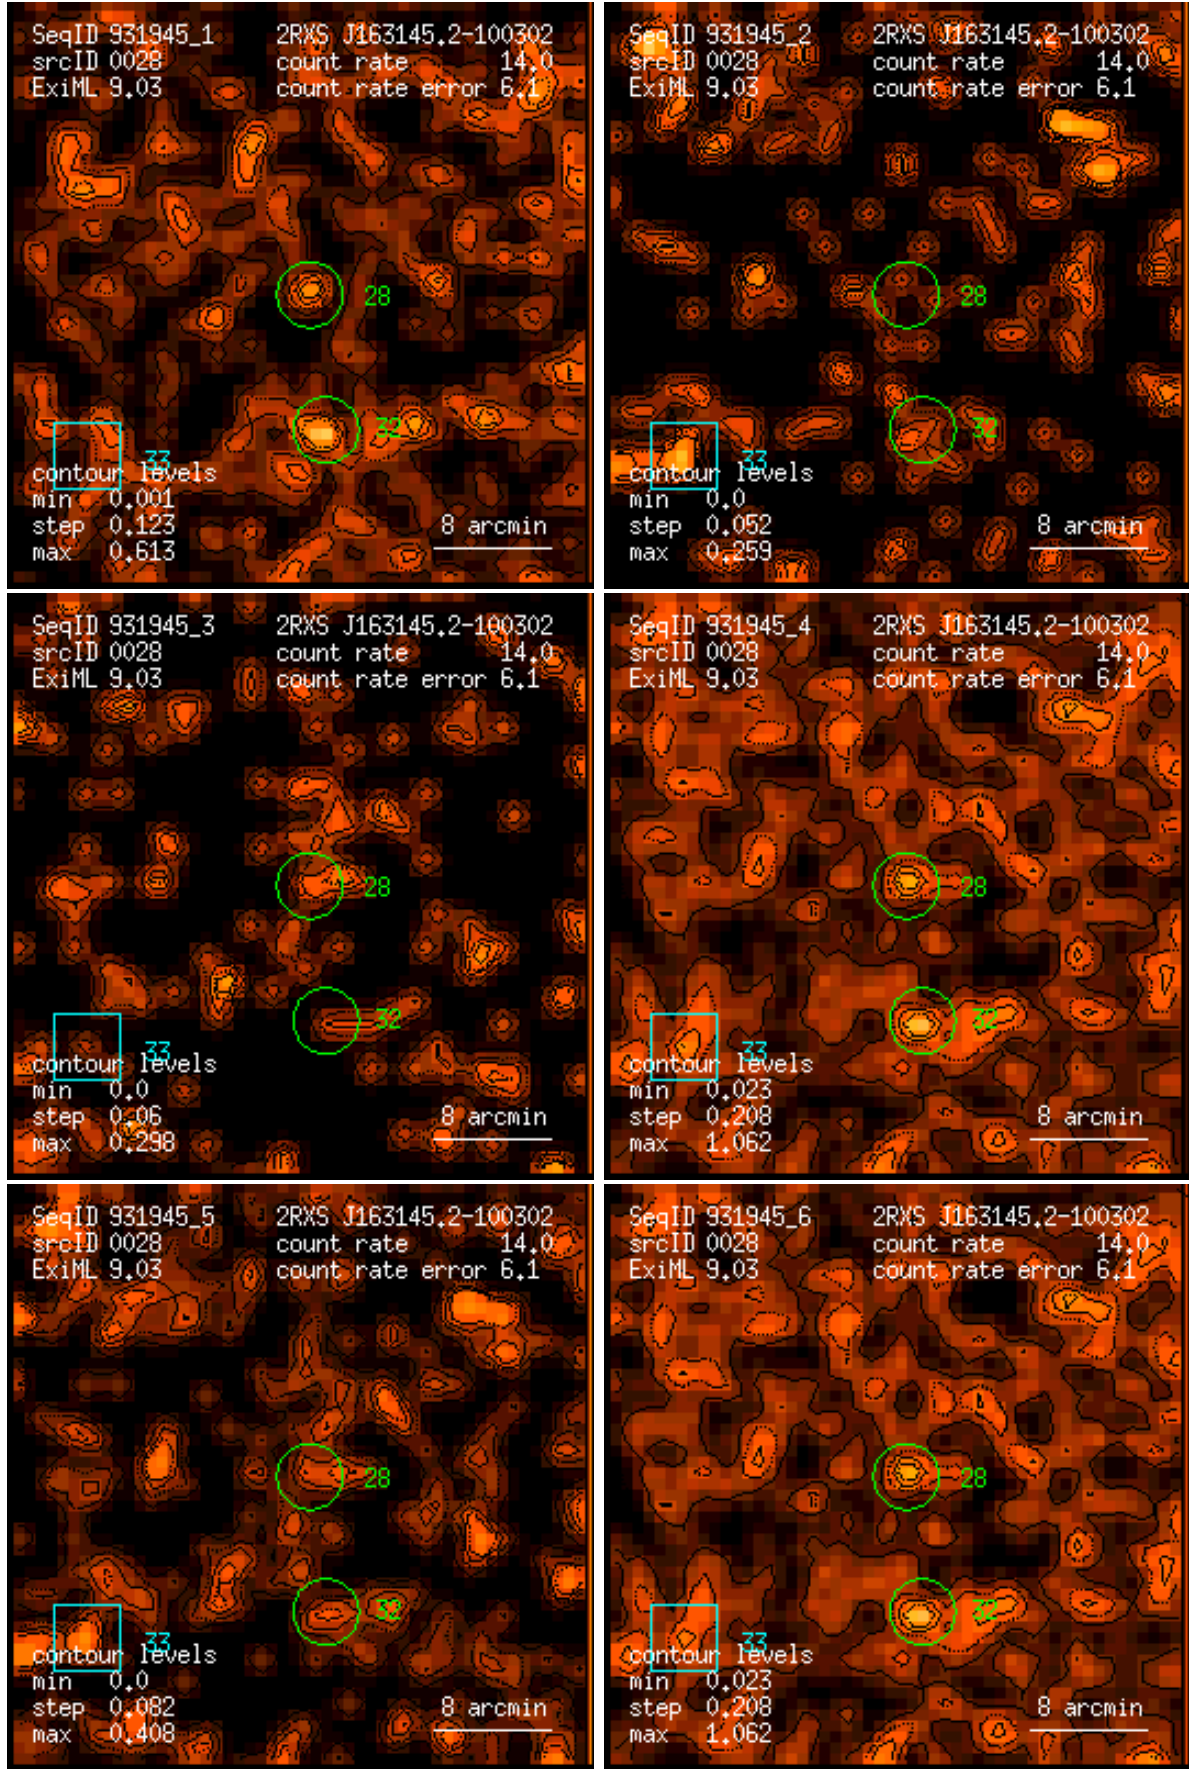 SeqID 931945_1 2RXS J163145.2-100302
srcID 0028 count rate 14.0
ExiML 9.03 count rate error 6.1
28
32
33
contour levels
min 0.001
step 0.123 8 arcmin
max 0.613
SeqID 931945_2 2RXS J163145.2-100302
srcID 0028 count rate 14.0
ExiML 9.03 count rate error 6.1
28
32
33
contour levels
min 0.0
step 0.052 8 arcmin
max 0.259
SeqID 931945_3 2RXS J163145.2-100302
srcID 0028 count rate 14.0
ExiML 9.03 count rate error 6.1
28
32
33
contour levels
min 0.0
step 0.06 8 arcmin
max 0.298
SeqID 931945_4 2RXS J163145.2-100302
srcID 0028 count rate 14.0
ExiML 9.03 count rate error 6.1
28
32
33
contour levels
min 0.023
step 0.208 8 arcmin
max 1.062
SeqID 931945_5 2RXS J163145.2-100302
srcID 0028 count rate 14.0
ExiML 9.03 count rate error 6.1
28
32
33
contour levels
min 0.0
step 0.082 8 arcmin
max 0.408
SeqID 931945_6 2RXS J163145.2-100302
srcID 0028 count rate 14.0
ExiML 9.03 count rate error 6.1
28
32
33
contour levels
min 0.023
step 0.208 8 arcmin
max 1.062